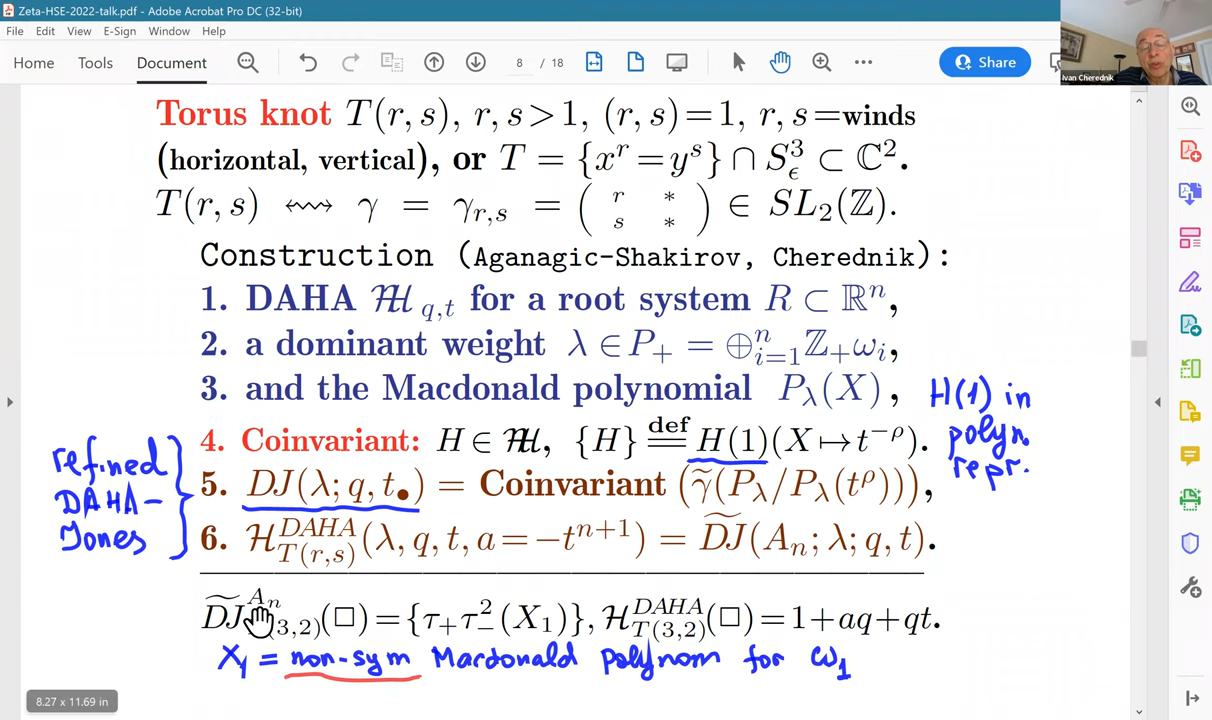 Zeta-HSE-2022-talk.pdf - Adobe Acrobat Pro DC (32-bit)
File Edit View E-Sign Window Help
Home Tools Document 8 / 18 Share
Ivan Cherednik
Torus knot T(r, s), r, s>1, (r, s)=1, r, s=winds
(horizontal, vertical), or T = {x^r = y^s} ∩ S^3_ϵ ⊂ ℂ^2.
T(r, s) ↭ γ = γ_{r,s} = ( r * ; s * ) ∈ SL_2(ℤ).
Construction (Aganagic-Shakirov, Cherednik):
1. DAHA ℋℋ_{q,t} for a root system R ⊂ ℝ^n,
2. a dominant weight λ ∈ P_+ = ⊕^n_{i=1} ℤ_+ω_i,
3. and the Macdonald polynomial P_λ(X),
H(1) in
polyn.
repr.
4. Coinvariant: H ∈ ℋℋ, {H} def== H(1)(X ↦ t^{-ρ}).
refined
DAHA-
Jones
5. DJ(λ; q, t_•) = Coinvariant (γ̃(P_λ/P_λ(t^ρ))),
6. ℋ^{DAHA}_{T(r,s)}(λ, q, t, a=−t^{n+1}) = D̃J(A_n; λ; q, t).
D̃J^{A_n}_{(3,2)}(□) = {τ_+τ_-^2(X_1)}, ℋ^{DAHA}_{T(3,2)}(□) = 1+aq+qt.
X_1 = non-sym Macdonald polynom for ω_1
8.27 x 11.69 in